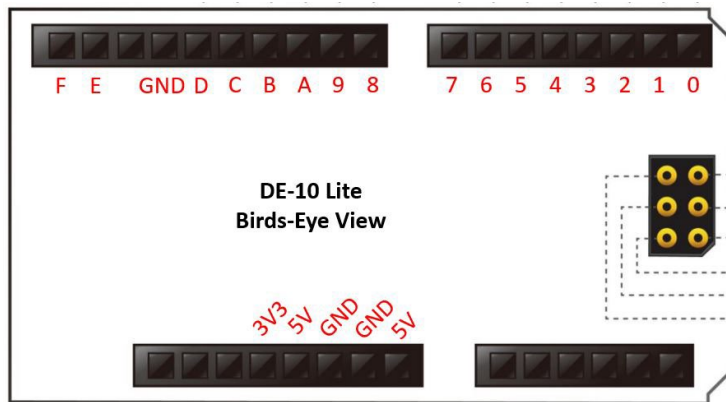 F E GND D C B A 9 8 7 6 5 4 3 2 1 0
DE-10 Lite
Birds-Eye View
3V3 5V GND GND 5V